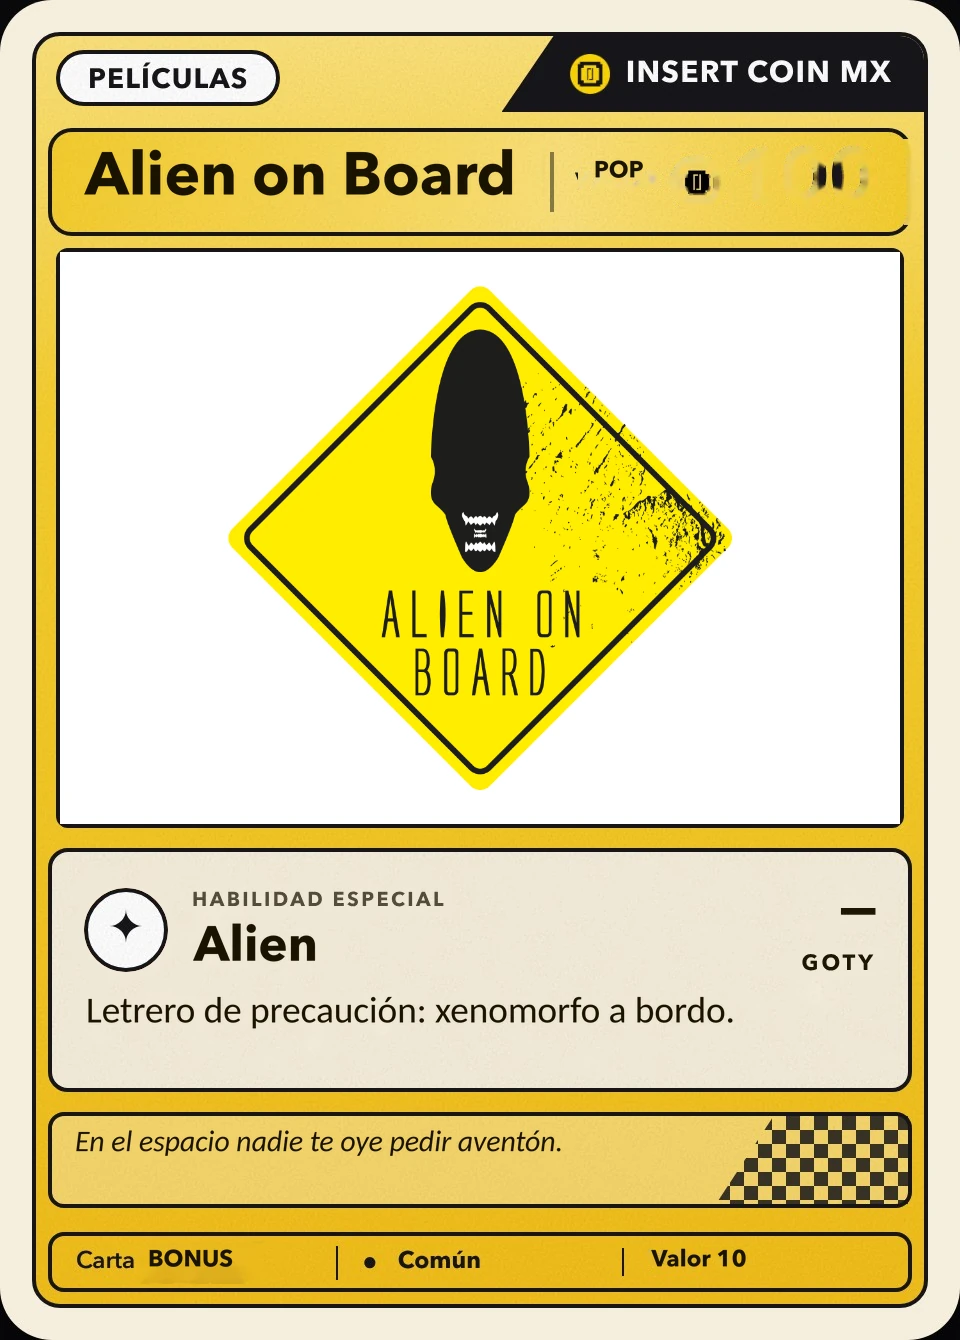 PELÍCULAS
INSERT COIN MX
Alien on Board
POP
ALIEN ON
BOARD
HABILIDAD ESPECIAL
Alien
—
GOTY
Letrero de precaución: xenomorfo a bordo.
En el espacio nadie te oye pedir aventón.
Carta BONUS
● Común
Valor 10